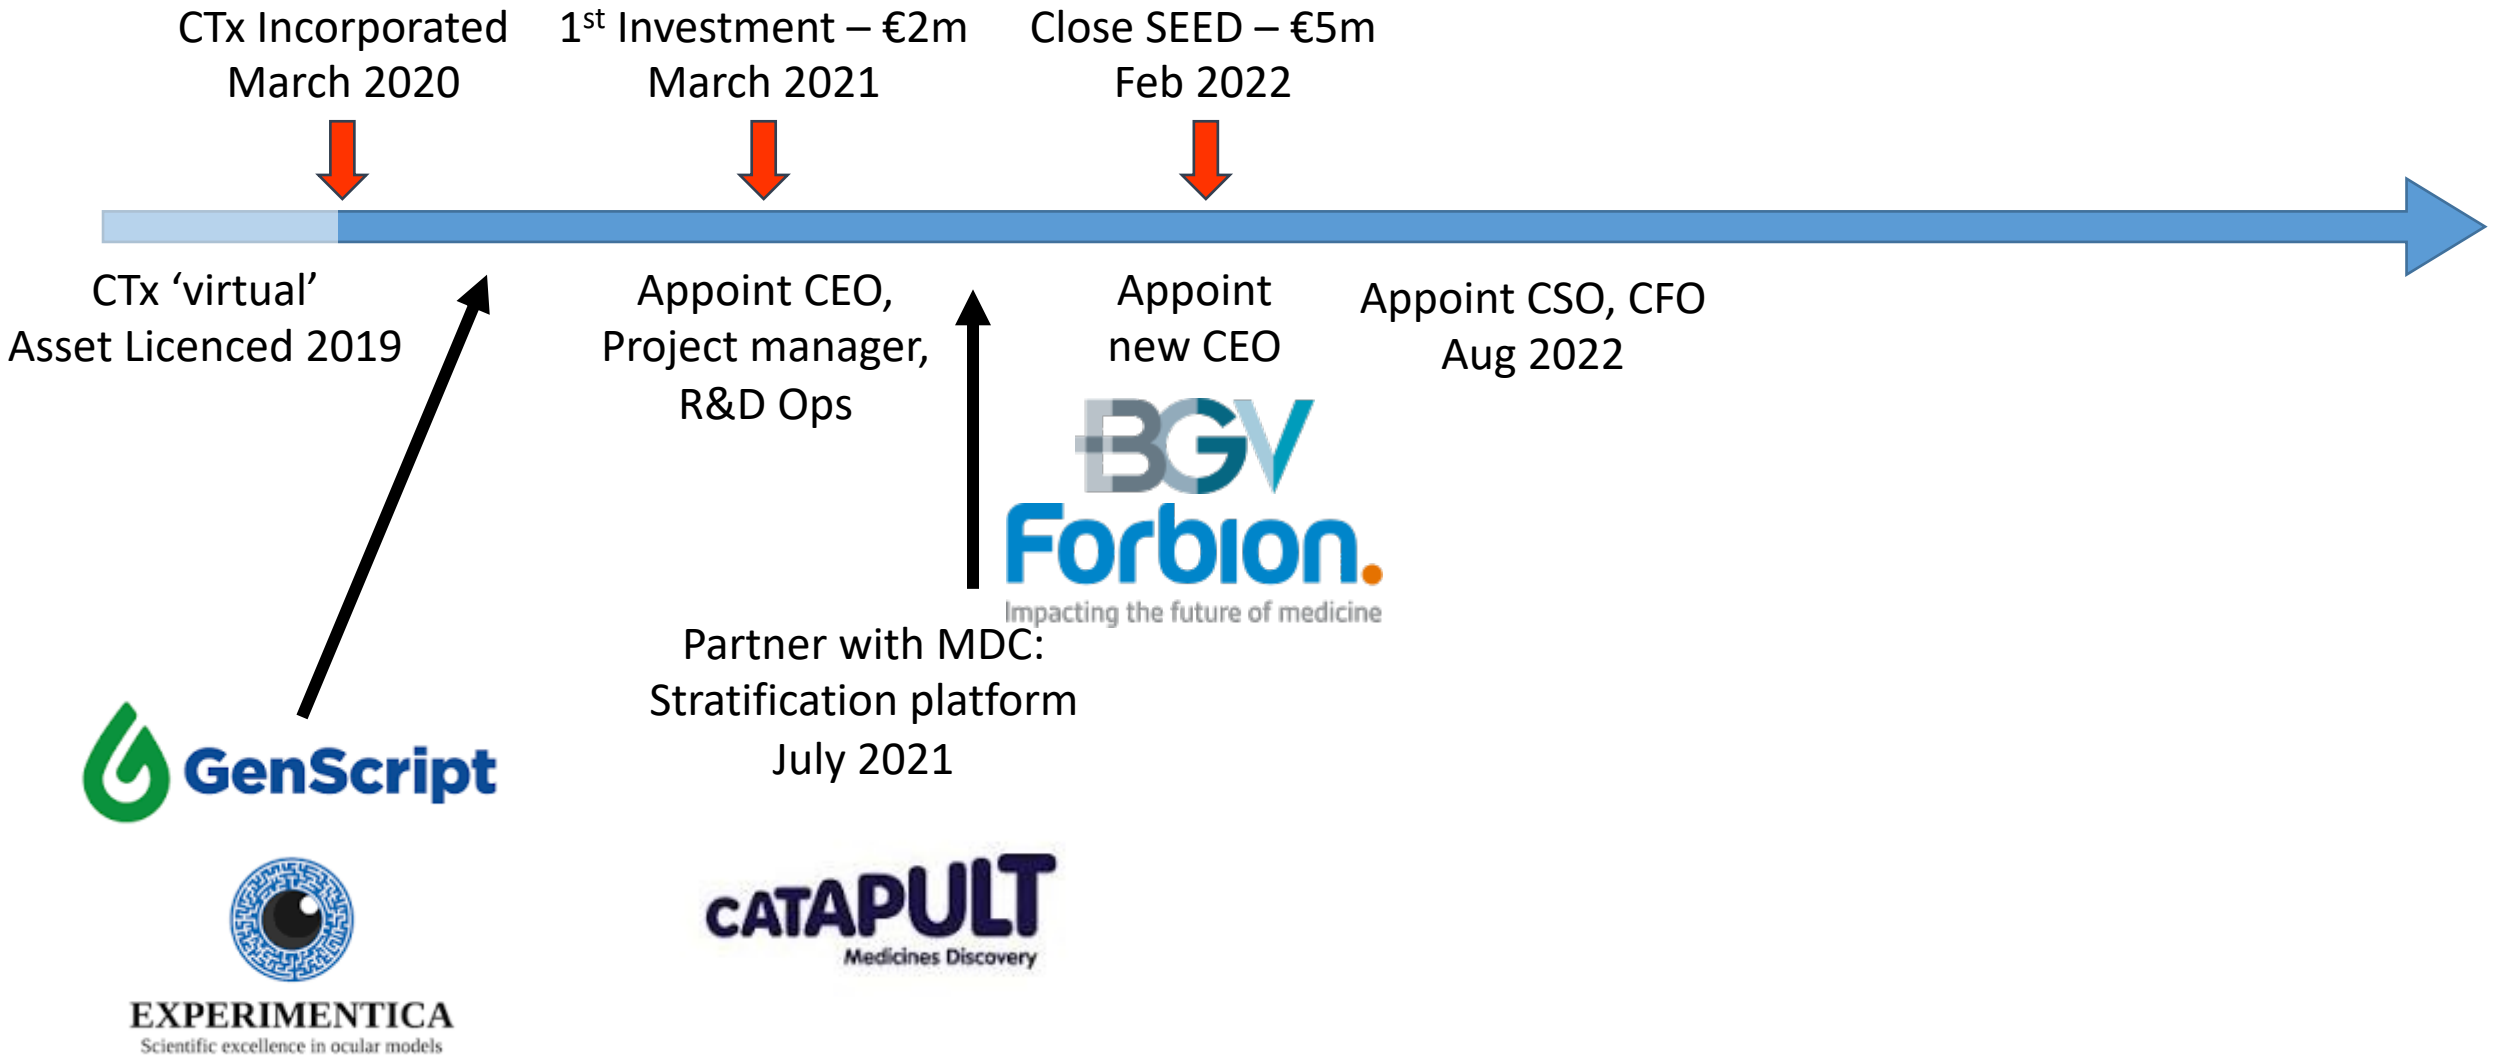 CTx Incorporated
March 2020
1st Investment – €2m
March 2021
Close SEED – €5m
Feb 2022
CTx ‘virtual’
Asset Licenced 2019
Appoint CEO,
Project manager,
R&D Ops
Appoint
new CEO
Appoint CSO, CFO
Aug 2022
BGV
Forbion.
Impacting the future of medicine
Partner with MDC:
Stratification platform
July 2021
GenScript
CATAPULT
Medicines Discovery
EXPERIMENTICA
Scientific excellence in ocular models